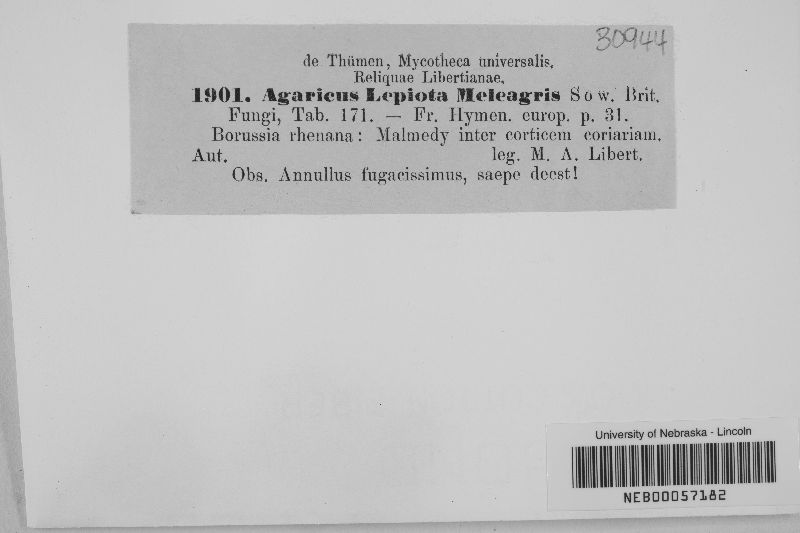 30944
de Thümen, Mycotheca universalis.
Reliquae Libertianae.
1901. Agaricus Lepiota Meleagris Sow. Brit.
Fungi, Tab. 171. — Fr. Hymen. europ. p. 31.
Borussia rhenana: Malmedy inter corticem coriariam.
Aut. leg. M. A. Libert.
Obs. Annullus fugacissimus, saepe deest!
University of Nebraska - Lincoln
NEB00057182